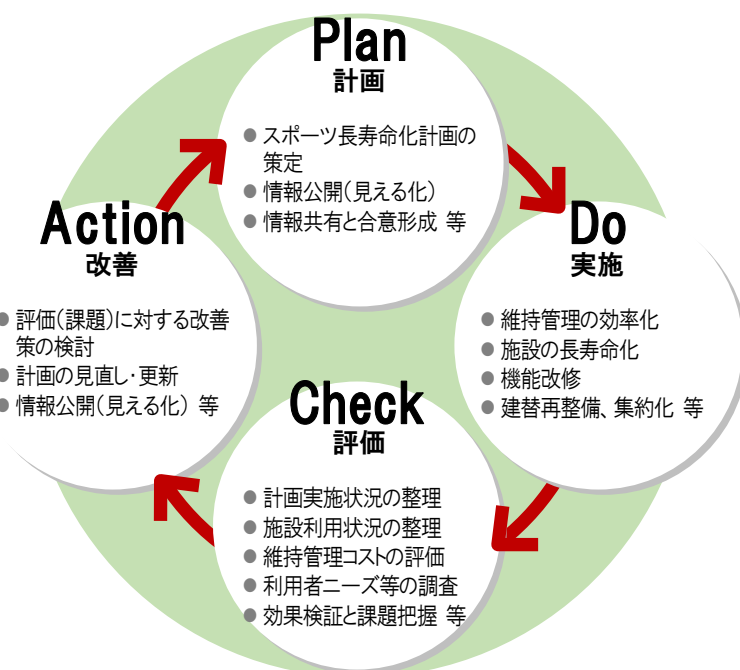 Plan
計画
● スポーツ長寿命化計画の
策定
● 情報公開(見える化)
● 情報共有と合意形成 等
Do
実施
● 維持管理の効率化
● 施設の長寿命化
● 機能改修
● 建替再整備、集約化 等
Check
評価
● 計画実施状況の整理
● 施設利用状況の整理
● 維持管理コストの評価
● 利用者ニーズ等の調査
● 効果検証と課題把握 等
Action
改善
● 評価(課題)に対する改善
策の検討
● 計画の見直し・更新
● 情報公開(見える化) 等